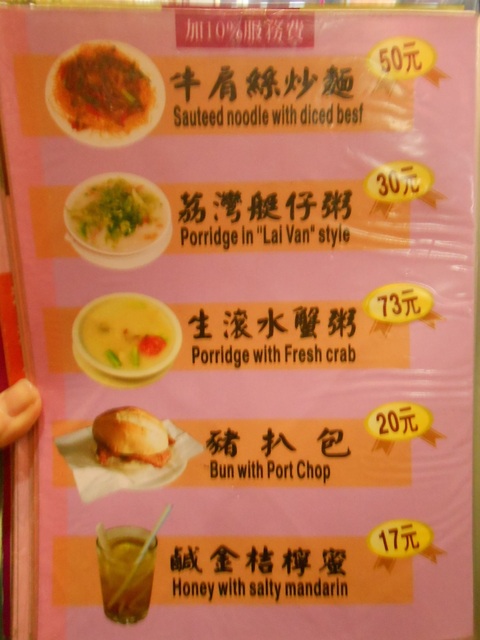 加10%服務費
牛肩絲炒麵
50元
Sauteed noodle with diced besf
荔灣艇仔粥
30元
Porridge in "Lai Van" style
生滾水蟹粥
73元
Porridge with Fresh crab
豬扒包
20元
Bun with Port Chop
鹹金桔檸蜜
17元
Honey with salty mandarin